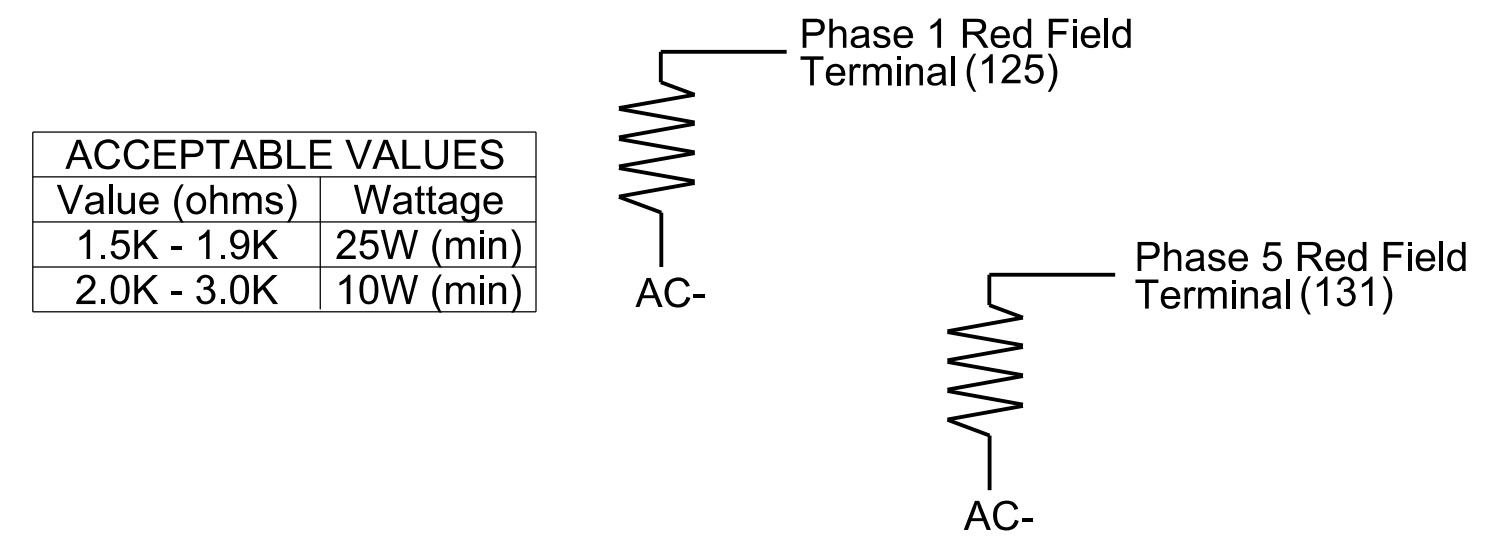 ACCEPTABLE VALUES
Value (ohms) Wattage
1.5K - 1.9K 25W (min)
2.0K - 3.0K 10W (min)
Phase 1 Red Field
Terminal (125)
AC-
Phase 5 Red Field
Terminal (131)
AC-